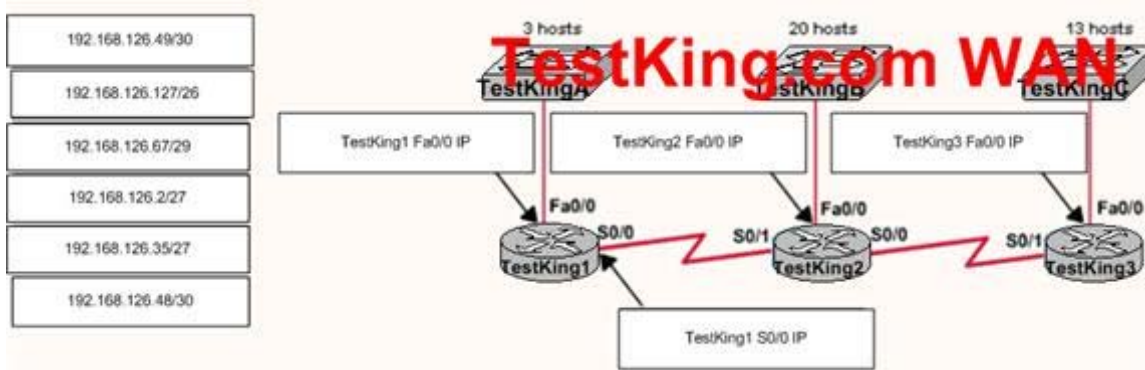 192.168.126.49/30
192.168.126.127/26
192.168.126.67/29
192.168.126.2/27
192.168.126.35/27
192.168.126.48/30
3 hosts
20 hosts
13 hosts
TestKing.com WAN
TestKingA
TestKingB
TestKingC
TestKing1 Fa0/0 IP
TestKing2 Fa0/0 IP
TestKing3 Fa0/0 IP
Fa0/0
Fa0/0
Fa0/0
S0/0
S0/1
S0/0
S0/1
TestKing1
TestKing2
TestKing3
TestKing1 S0/0 IP